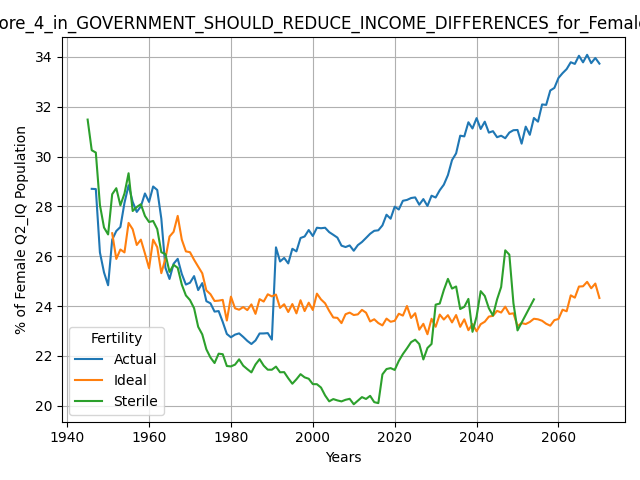 ore_4_in_GOVERNMENT_SHOULD_REDUCE_INCOME_DIFFERENCES_for_Female
% of Female Q2_IQ Population
34
32
30
28
26
24
22
20
Fertility
Actual
Ideal
Sterile
1940 1960 1980 2000 2020 2040 2060
Years